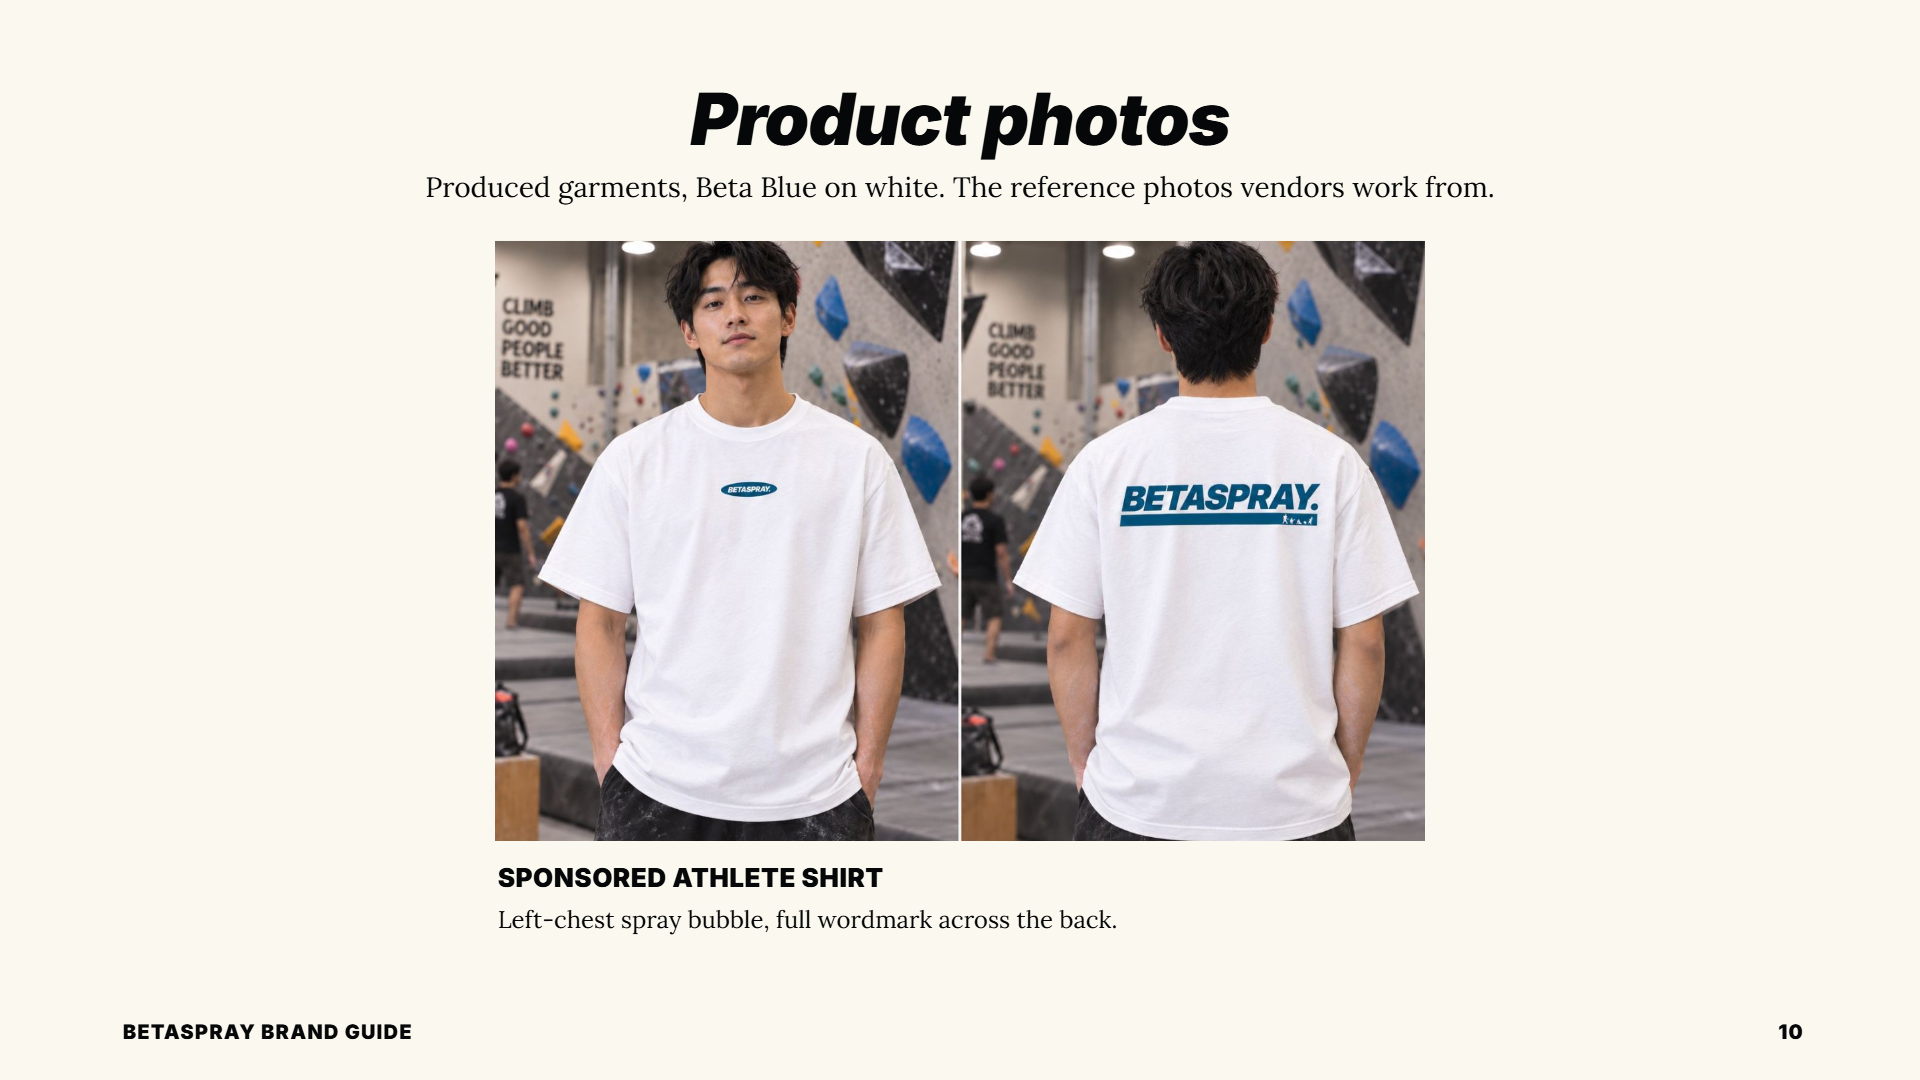 Product photos
Produced garments, Beta Blue on white. The reference photos vendors work from.
CLIMB
GOOD
PEOPLE
BETTER
BETASPRAY.
CLIMB
GOOD
PEOPLE
BETTER
BETASPRAY.
SPONSORED ATHLETE SHIRT
Left-chest spray bubble, full wordmark across the back.
BETASPRAY BRAND GUIDE
10